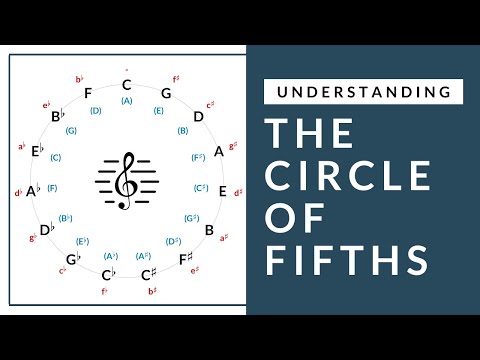 -
b♭ f♯
F C G
(A)
e♭ c♯
(D) (E)
B♭ D
(G) (B)
a♭ g♯
E♭ A
(C) (F♯)
d♭ A♭ (F) (C♯) E d♯
(B♭) (G♯)
D♭ B
g♭ a♯
(E♭) (D♯)
(A♭) (A♯)
G♭ F♯
c♭ e♯
C♭ C♯
f♭ b♯
UNDERSTANDING
THE
CIRCLE
OF
FIFTHS